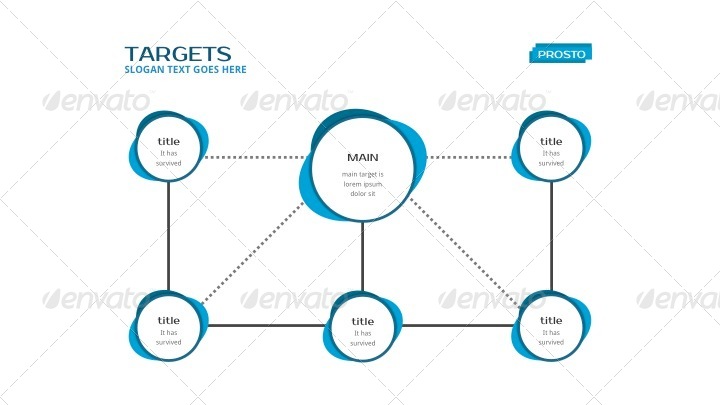 TARGETS
SLOGAN TEXT GOES HERE
PROSTO
envato envato envato envato
title
It has
survived
MAIN
main target is
lorem ipsum
dolor sit
title
It has
survived
envato envato envato envato
title
It has
survived
title
It has
survived
title
It has
survived